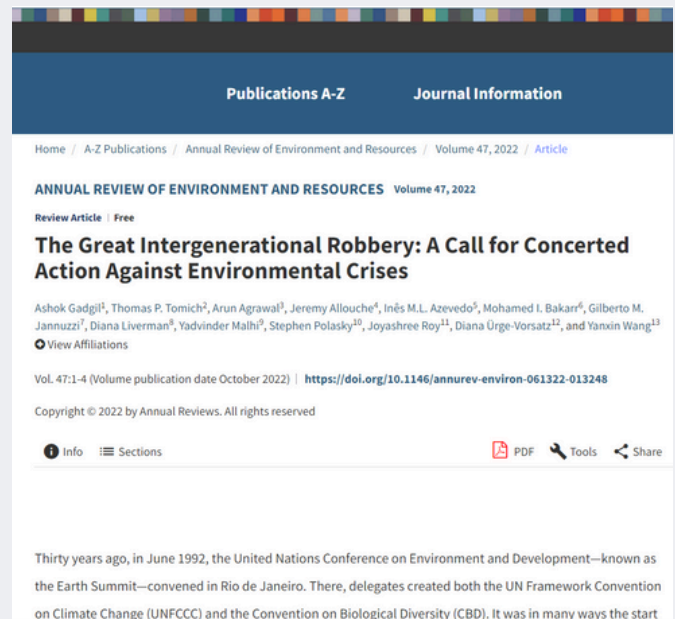 Publications A-Z Journal Information
Home / A-Z Publications / Annual Review of Environment and Resources / Volume 47, 2022 / Article
ANNUAL REVIEW OF ENVIRONMENT AND RESOURCES Volume 47, 2022
Review Article | Free
The Great Intergenerational Robbery: A Call for Concerted
Action Against Environmental Crises
Ashok Gadgil1, Thomas P. Tomich2, Arun Agrawal3, Jeremy Allouche4, Inês M.L. Azevedo5, Mohamed I. Bakarr6, Gilberto M.
Jannuzzi7, Diana Liverman8, Yadvinder Malhi9, Stephen Polasky10, Joyashree Roy11, Diana Ürge-Vorsatz12, and Yanxin Wang13
View Affiliations
Vol. 47:1-4 (Volume publication date October 2022) | https://doi.org/10.1146/annurev-environ-061322-013248
Copyright © 2022 by Annual Reviews. All rights reserved
Info Sections PDF Tools Share
Thirty years ago, in June 1992, the United Nations Conference on Environment and Development—known as
the Earth Summit—convened in Rio de Janeiro. There, delegates created both the UN Framework Convention
on Climate Change (UNFCCC) and the Convention on Biological Diversity (CBD). It was in many ways the start